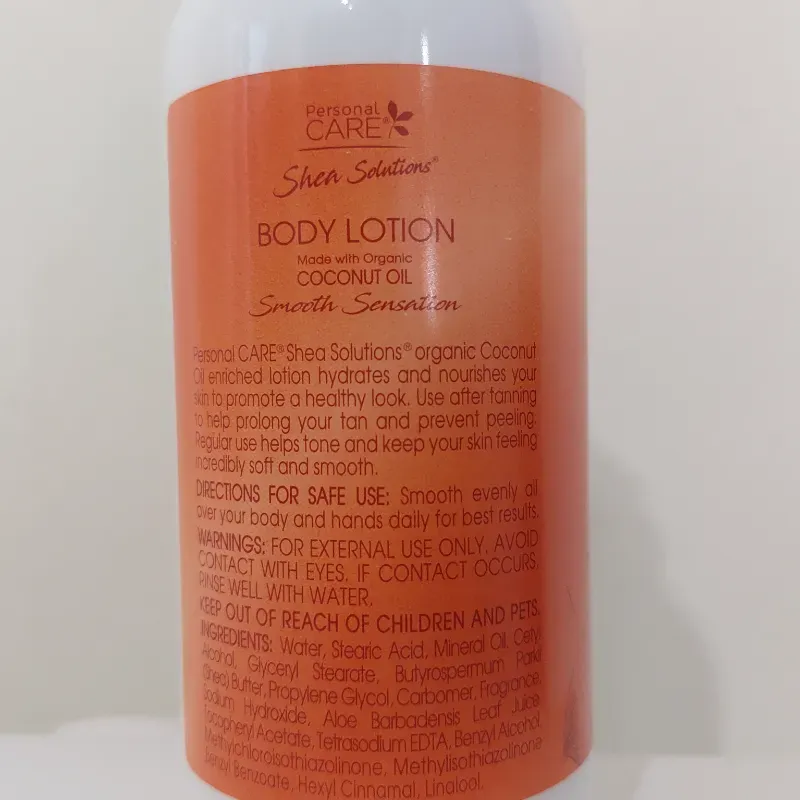 Personal
CARE®
Shea Solutions®
BODY LOTION
Made with Organic
COCONUT OIL
Smooth Sensation
Personal CARE® Shea Solutions® organic Coconut
Oil enriched lotion hydrates and nourishes your
skin to promote a healthy look. Use after tanning
to help prolong your tan and prevent peeling.
Regular use helps tone and keep your skin feeling
incredibly soft and smooth.
DIRECTIONS FOR SAFE USE: Smooth evenly all
over your body and hands daily for best results.
WARNINGS: FOR EXTERNAL USE ONLY. AVOID
CONTACT WITH EYES. IF CONTACT OCCURS,
RINSE WELL WITH WATER.
KEEP OUT OF REACH OF CHILDREN AND PETS.
INGREDIENTS: Water, Stearic Acid, Mineral Oil, Cetyl
Alcohol, Glyceryl Stearate, Butyrospermum Parkii
(Shea) Butter, Propylene Glycol, Carbomer, Fragrance,
Sodium Hydroxide, Aloe Barbadensis Leaf Juice,
Tocopheryl Acetate, Tetrasodium EDTA, Benzyl Alcohol,
Methylchloroisothiazolinone, Methylisothiazolinone
Benzyl Benzoate, Hexyl Cinnamal, Linalool.